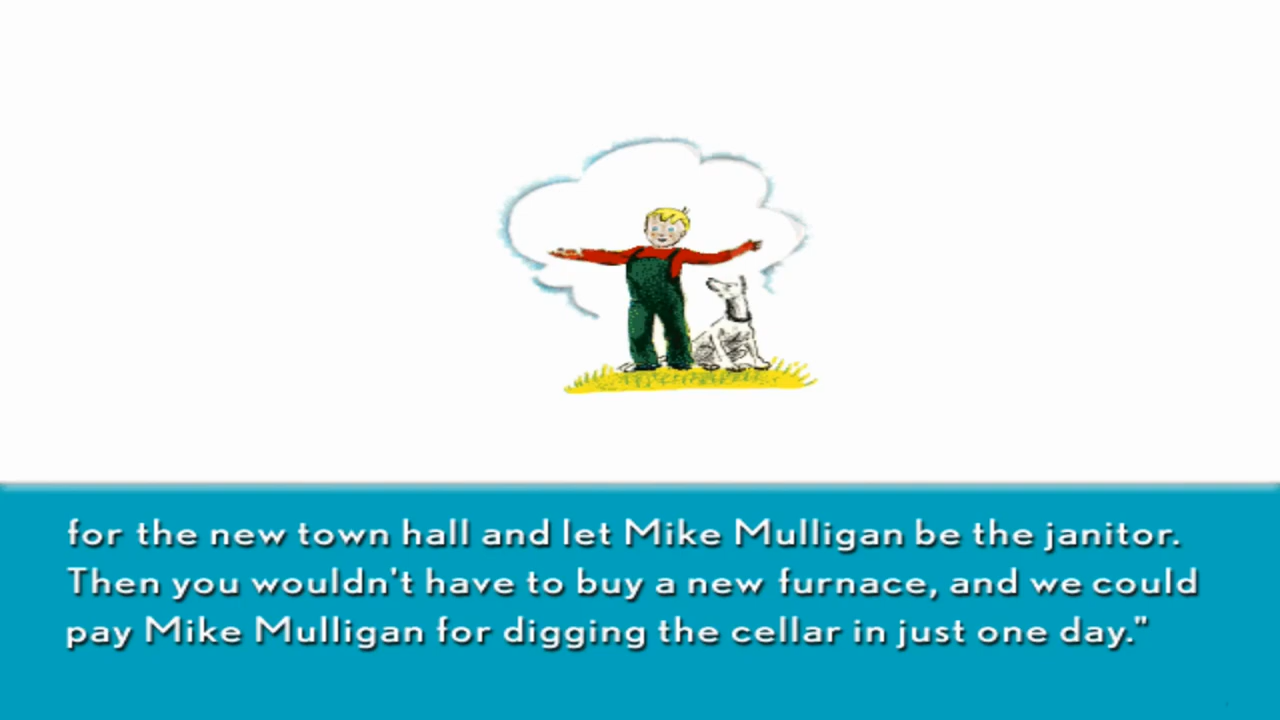 for the new town hall and let Mike Mulligan be the janitor.
Then you wouldn't have to buy a new furnace, and we could
pay Mike Mulligan for digging the cellar in just one day."